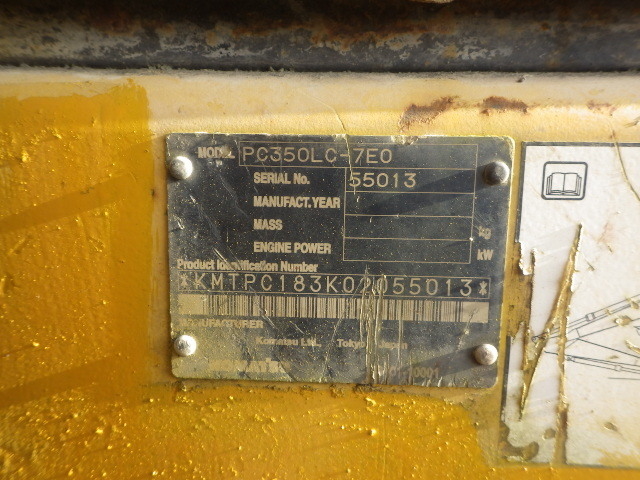 MODEL PC350LC-7E0
SERIAL No. 55013
MANUFACT. YEAR
MASS kg
ENGINE POWER kW
Product Identification Number
*KMTPC183K02055013*
MANUFACTURER
Komatsu Ltd. Tokyo Japan